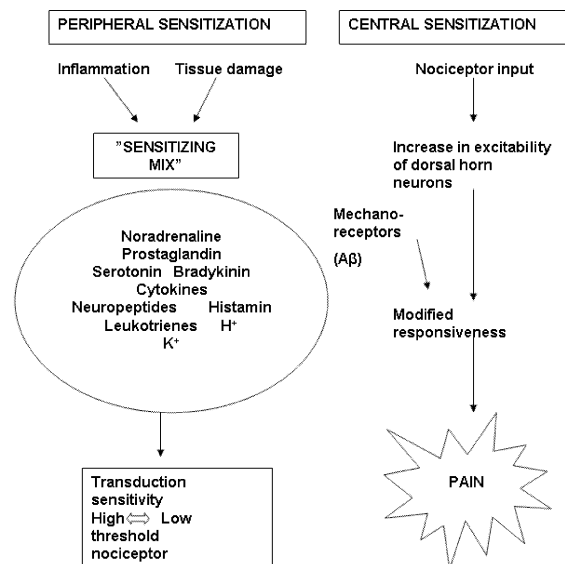 PERIPHERAL SENSITIZATION
Inflammation Tissue damage
”SENSITIZING
MIX”
Noradrenaline
Prostaglandin
Serotonin Bradykinin
Cytokines
Neuropeptides Histamin
Leukotrienes H⁺
K⁺
Transduction
sensitivity
High Low
threshold
nociceptor
CENTRAL SENSITIZATION
Nociceptor input
Increase in excitability
of dorsal horn
neurons
Mechano-
receptors
(Aβ)
Modified
responsiveness
PAIN